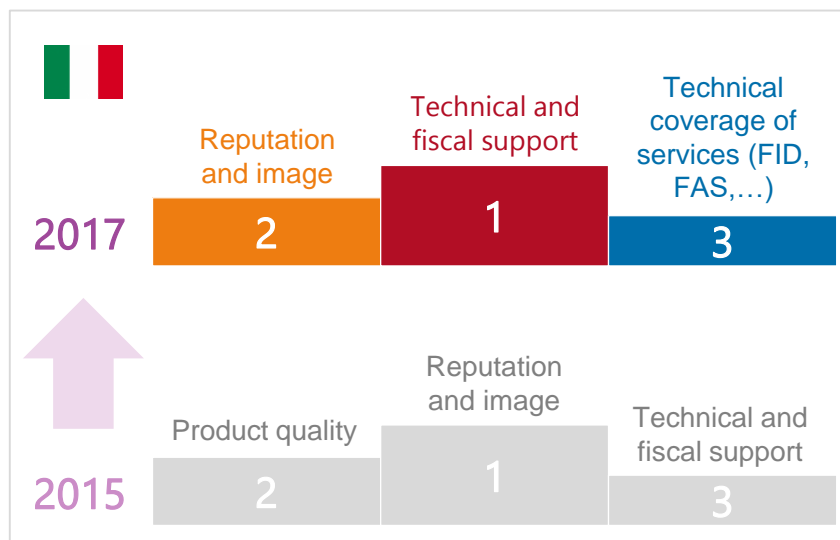 Reputation
and image
Technical and
fiscal support
Technical
coverage of
services (FID,
FAS,…)
2017
2
1
3
Product quality
Reputation
and image
Technical and
fiscal support
2015
2
1
3